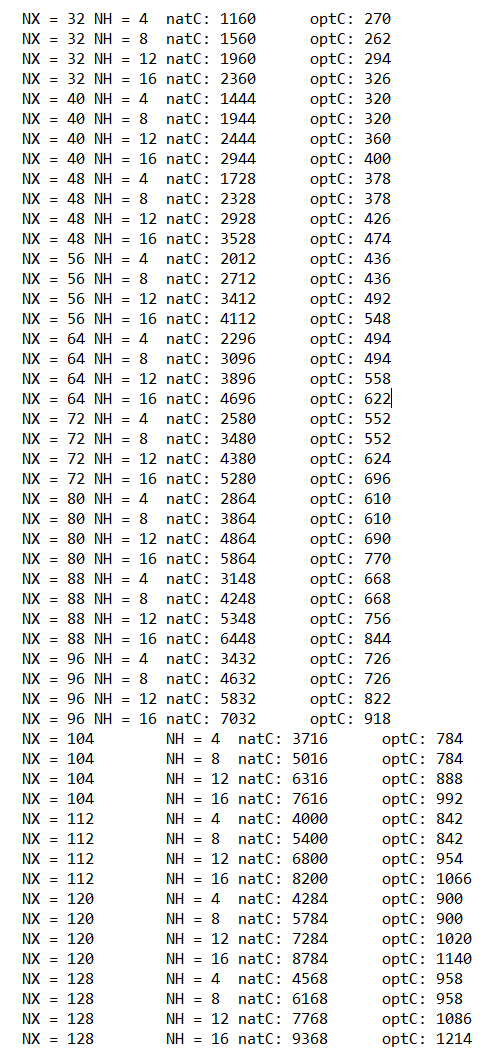 NX = 32 NH = 4 natC: 1160 optC: 270
NX = 32 NH = 8 natC: 1560 optC: 262
NX = 32 NH = 12 natC: 1960 optC: 294
NX = 32 NH = 16 natC: 2360 optC: 326
NX = 40 NH = 4 natC: 1444 optC: 320
NX = 40 NH = 8 natC: 1944 optC: 320
NX = 40 NH = 12 natC: 2444 optC: 360
NX = 40 NH = 16 natC: 2944 optC: 400
NX = 48 NH = 4 natC: 1728 optC: 378
NX = 48 NH = 8 natC: 2328 optC: 378
NX = 48 NH = 12 natC: 2928 optC: 426
NX = 48 NH = 16 natC: 3528 optC: 474
NX = 56 NH = 4 natC: 2012 optC: 436
NX = 56 NH = 8 natC: 2712 optC: 436
NX = 56 NH = 12 natC: 3412 optC: 492
NX = 56 NH = 16 natC: 4112 optC: 548
NX = 64 NH = 4 natC: 2296 optC: 494
NX = 64 NH = 8 natC: 3096 optC: 494
NX = 64 NH = 12 natC: 3896 optC: 558
NX = 64 NH = 16 natC: 4696 optC: 622
NX = 72 NH = 4 natC: 2580 optC: 552
NX = 72 NH = 8 natC: 3480 optC: 552
NX = 72 NH = 12 natC: 4380 optC: 624
NX = 72 NH = 16 natC: 5280 optC: 696
NX = 80 NH = 4 natC: 2864 optC: 610
NX = 80 NH = 8 natC: 3864 optC: 610
NX = 80 NH = 12 natC: 4864 optC: 690
NX = 80 NH = 16 natC: 5864 optC: 770
NX = 88 NH = 4 natC: 3148 optC: 668
NX = 88 NH = 8 natC: 4248 optC: 668
NX = 88 NH = 12 natC: 5348 optC: 756
NX = 88 NH = 16 natC: 6448 optC: 844
NX = 96 NH = 4 natC: 3432 optC: 726
NX = 96 NH = 8 natC: 4632 optC: 726
NX = 96 NH = 12 natC: 5832 optC: 822
NX = 96 NH = 16 natC: 7032 optC: 918
NX = 104 NH = 4 natC: 3716 optC: 784
NX = 104 NH = 8 natC: 5016 optC: 784
NX = 104 NH = 12 natC: 6316 optC: 888
NX = 104 NH = 16 natC: 7616 optC: 992
NX = 112 NH = 4 natC: 4000 optC: 842
NX = 112 NH = 8 natC: 5400 optC: 842
NX = 112 NH = 12 natC: 6800 optC: 954
NX = 112 NH = 16 natC: 8200 optC: 1066
NX = 120 NH = 4 natC: 4284 optC: 900
NX = 120 NH = 8 natC: 5784 optC: 900
NX = 120 NH = 12 natC: 7284 optC: 1020
NX = 120 NH = 16 natC: 8784 optC: 1140
NX = 128 NH = 4 natC: 4568 optC: 958
NX = 128 NH = 8 natC: 6168 optC: 958
NX = 128 NH = 12 natC: 7768 optC: 1086
NX = 128 NH = 16 natC: 9368 optC: 1214